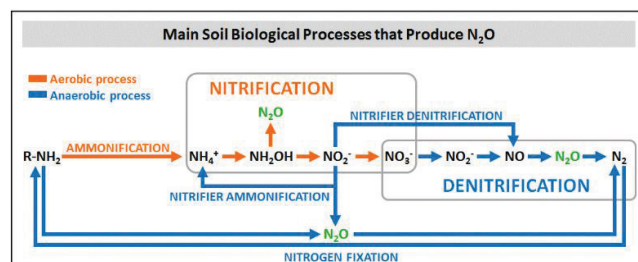 Main Soil Biological Processes that Produce N₂O
Aerobic process
Anaerobic process
NITRIFICATION
N₂O
NITRIFIER DENITRIFICATION
AMMONIFICATION
R-NH₂ NH₄⁺ NH₂OH NO₂⁻ NO₃⁻ NO₂⁻ NO N₂O N₂
NITRIFIER AMMONIFICATION
DENITRIFICATION
N₂O
NITROGEN FIXATION